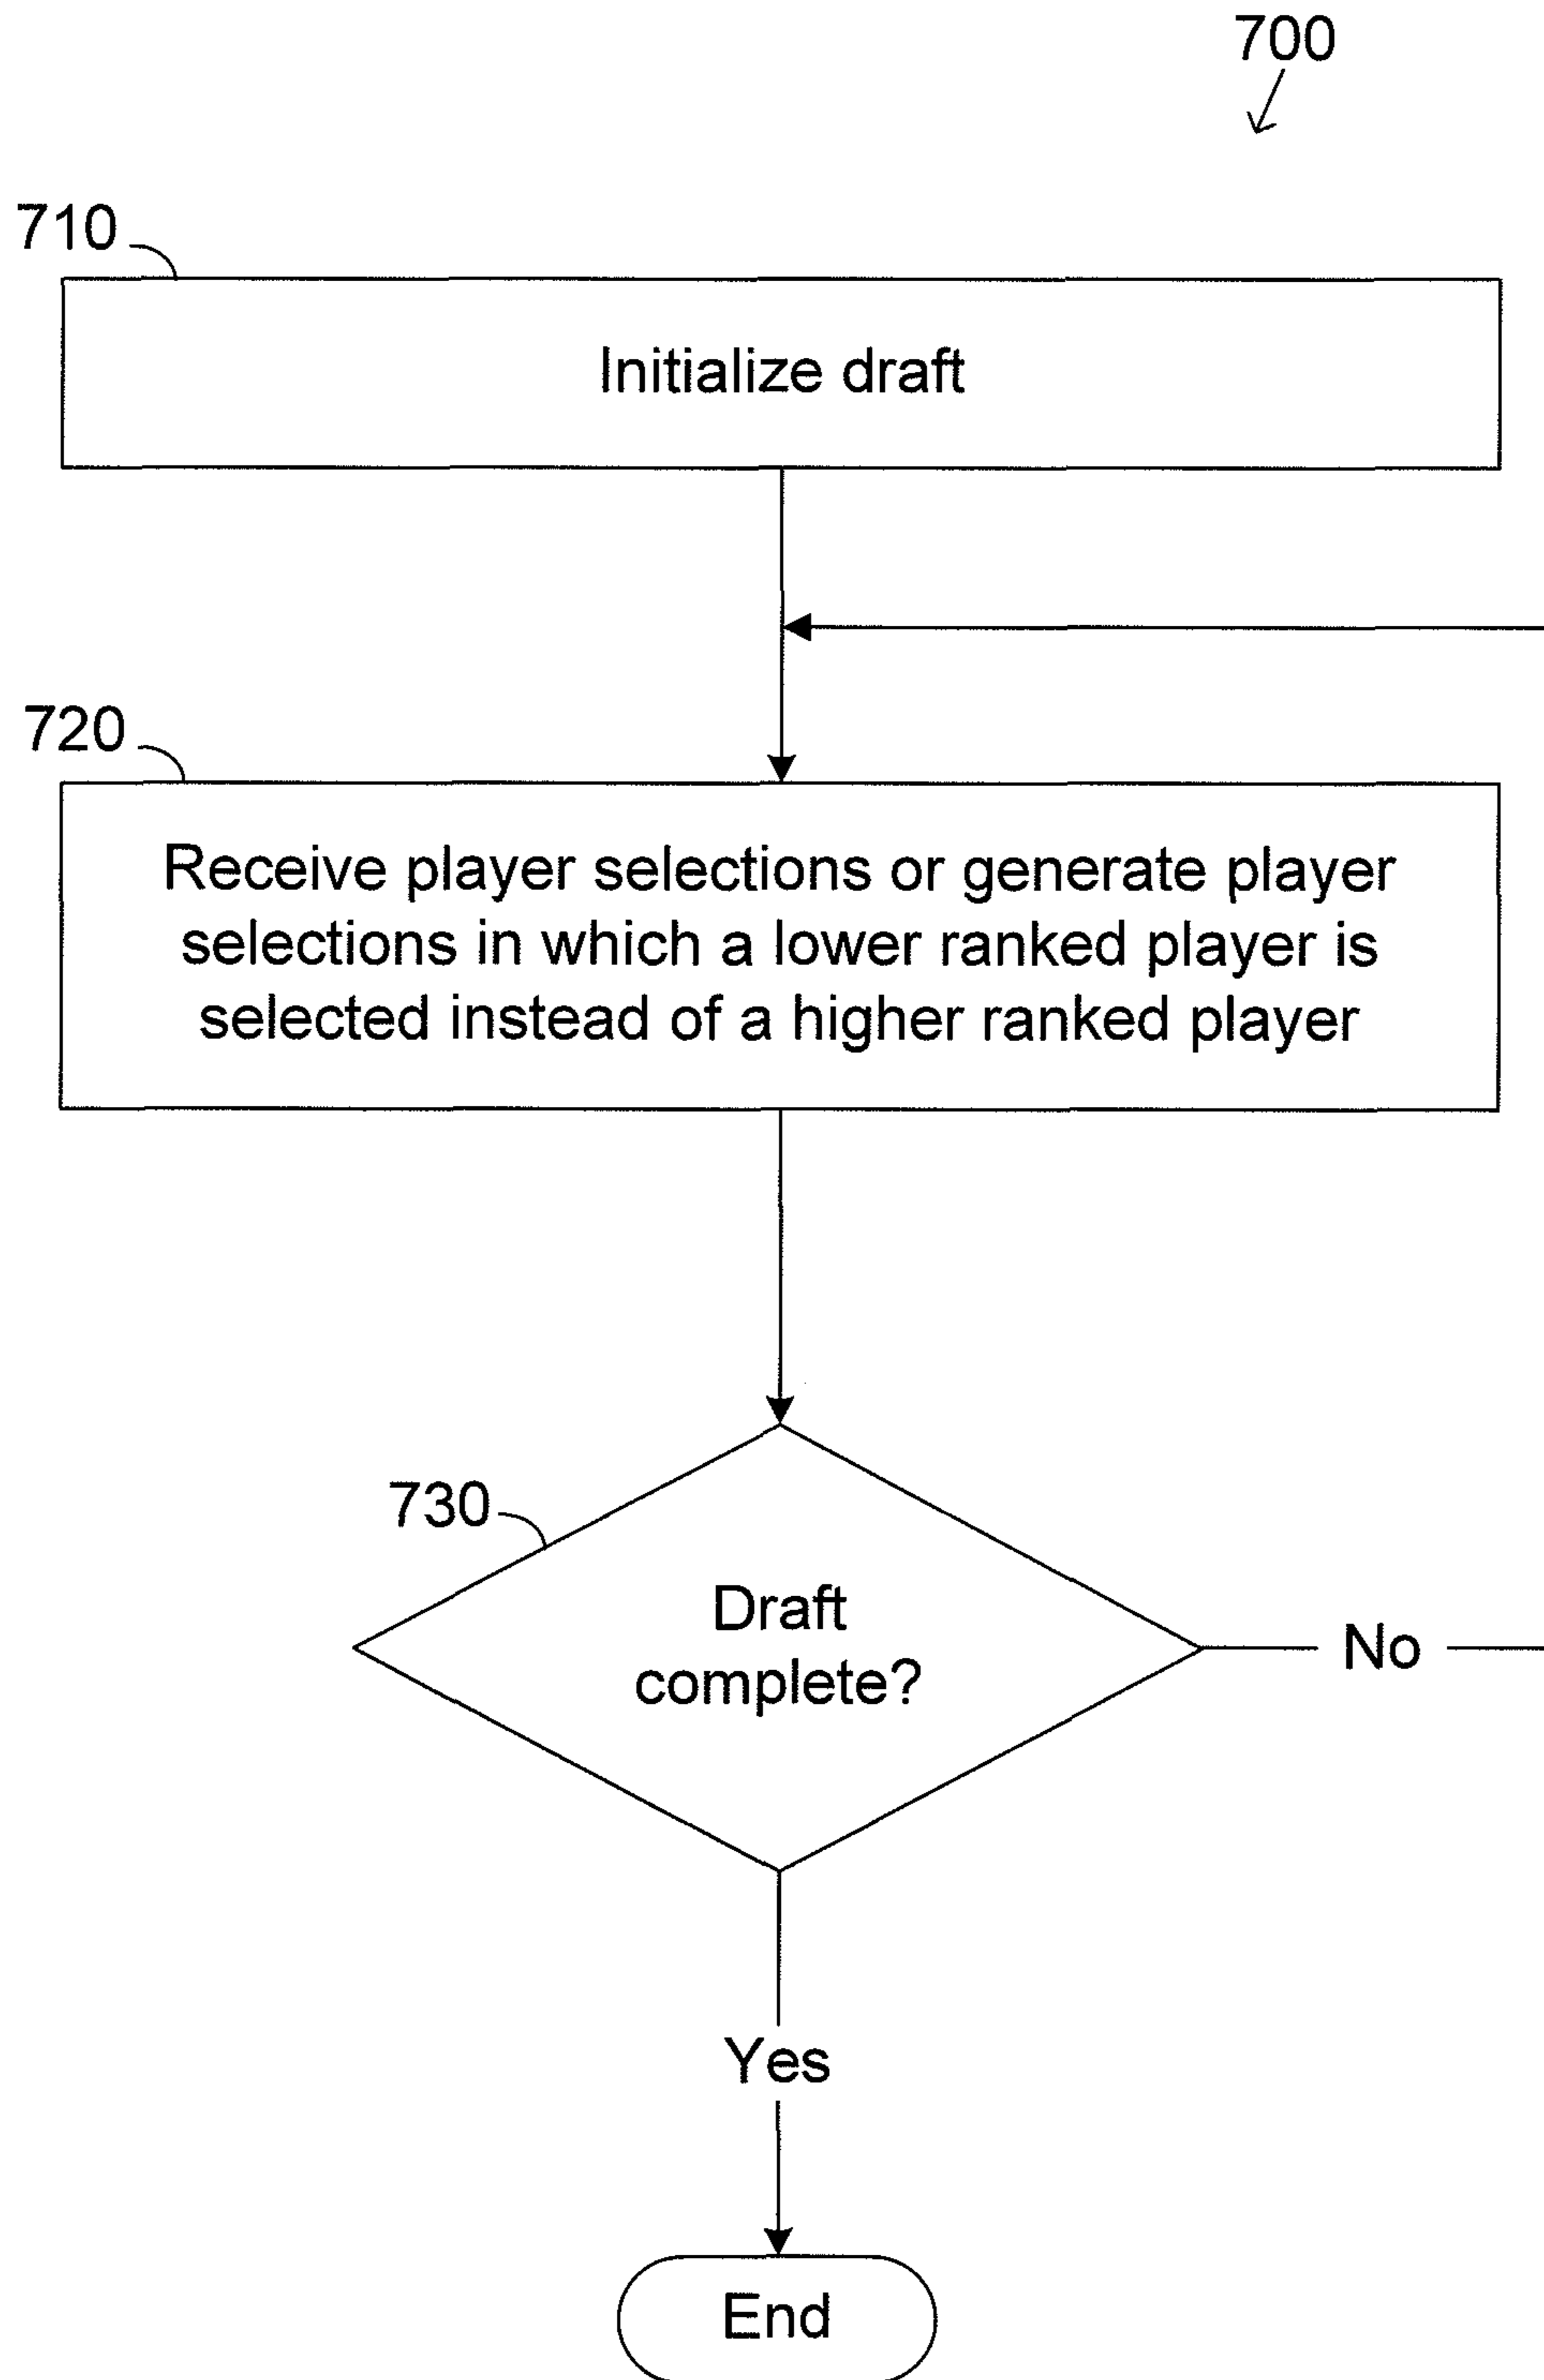 700
710
Initialize draft
720
Receive player selections or generate player
selections in which a lower ranked player is
selected instead of a higher ranked player
730
Draft
complete?
No
Yes
End